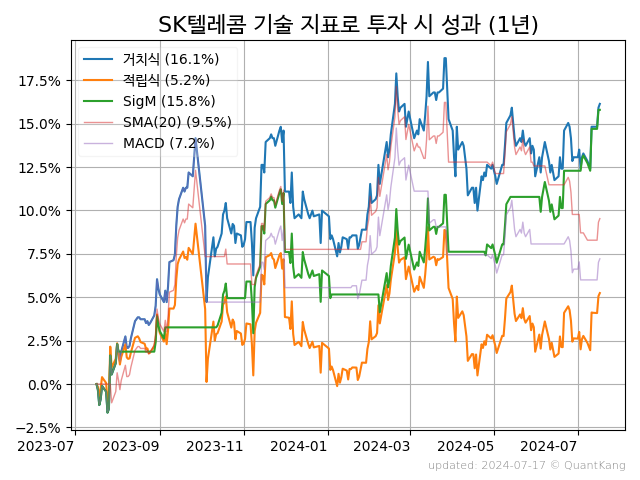 SK텔레콤 기술 지표로 투자 시 성과 (1년)
거치식 (16.1%)
적립식 (5.2%)
SigM (15.8%)
SMA(20) (9.5%)
MACD (7.2%)
17.5%
15.0%
12.5%
10.0%
7.5%
5.0%
2.5%
0.0%
−2.5%
2023-07 2023-09 2023-11 2024-01 2024-03 2024-05 2024-07
updated: 2024-07-17 © QuantKang